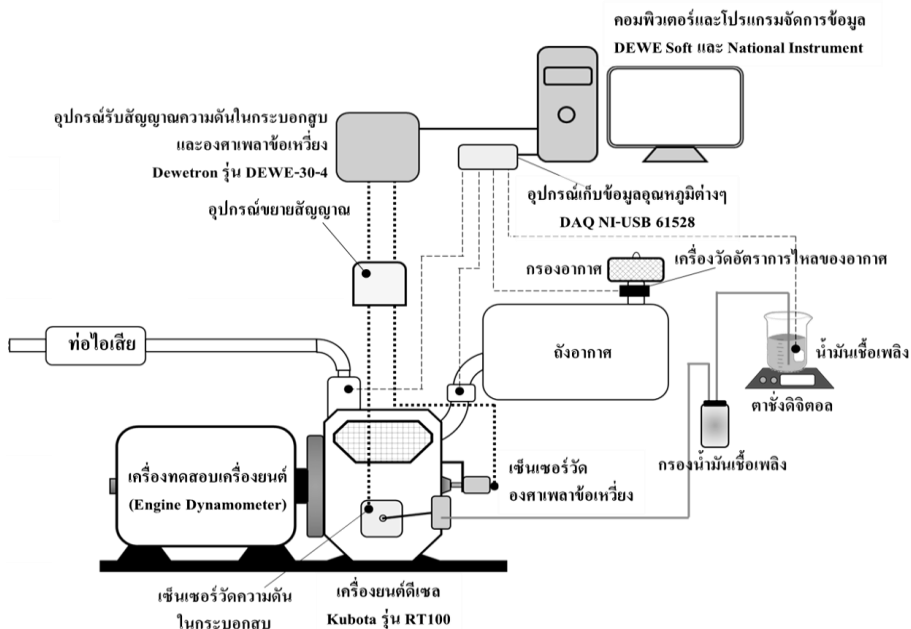 คอมพิวเตอร์และโปรแกรมจัดการข้อมูล
DEWE Soft และ National Instrument
อุปกรณ์รับสัญญาณความดันในกระบอกสูบ
และองศาเพลาข้อเหวี่ยง
Dewetron รุ่น DEWE-30-4
อุปกรณ์เก็บข้อมูลอุณหภูมิต่างๆ
DAQ NI-USB 61528
อุปกรณ์ขยายสัญญาณ
กรองอากาศ
เครื่องวัดอัตราการไหลของอากาศ
ท่อไอเสีย
ถังอากาศ
น้ำมันเชื้อเพลิง
ตาชั่งดิจิตอล
กรองน้ำมันเชื้อเพลิง
เครื่องทดสอบเครื่องยนต์
(Engine Dynamometer)
เซ็นเซอร์วัด
องศาเพลาข้อเหวี่ยง
เซ็นเซอร์วัดความดัน
ในกระบอกสูบ
เครื่องยนต์ดีเซล
Kubota รุ่น RT100